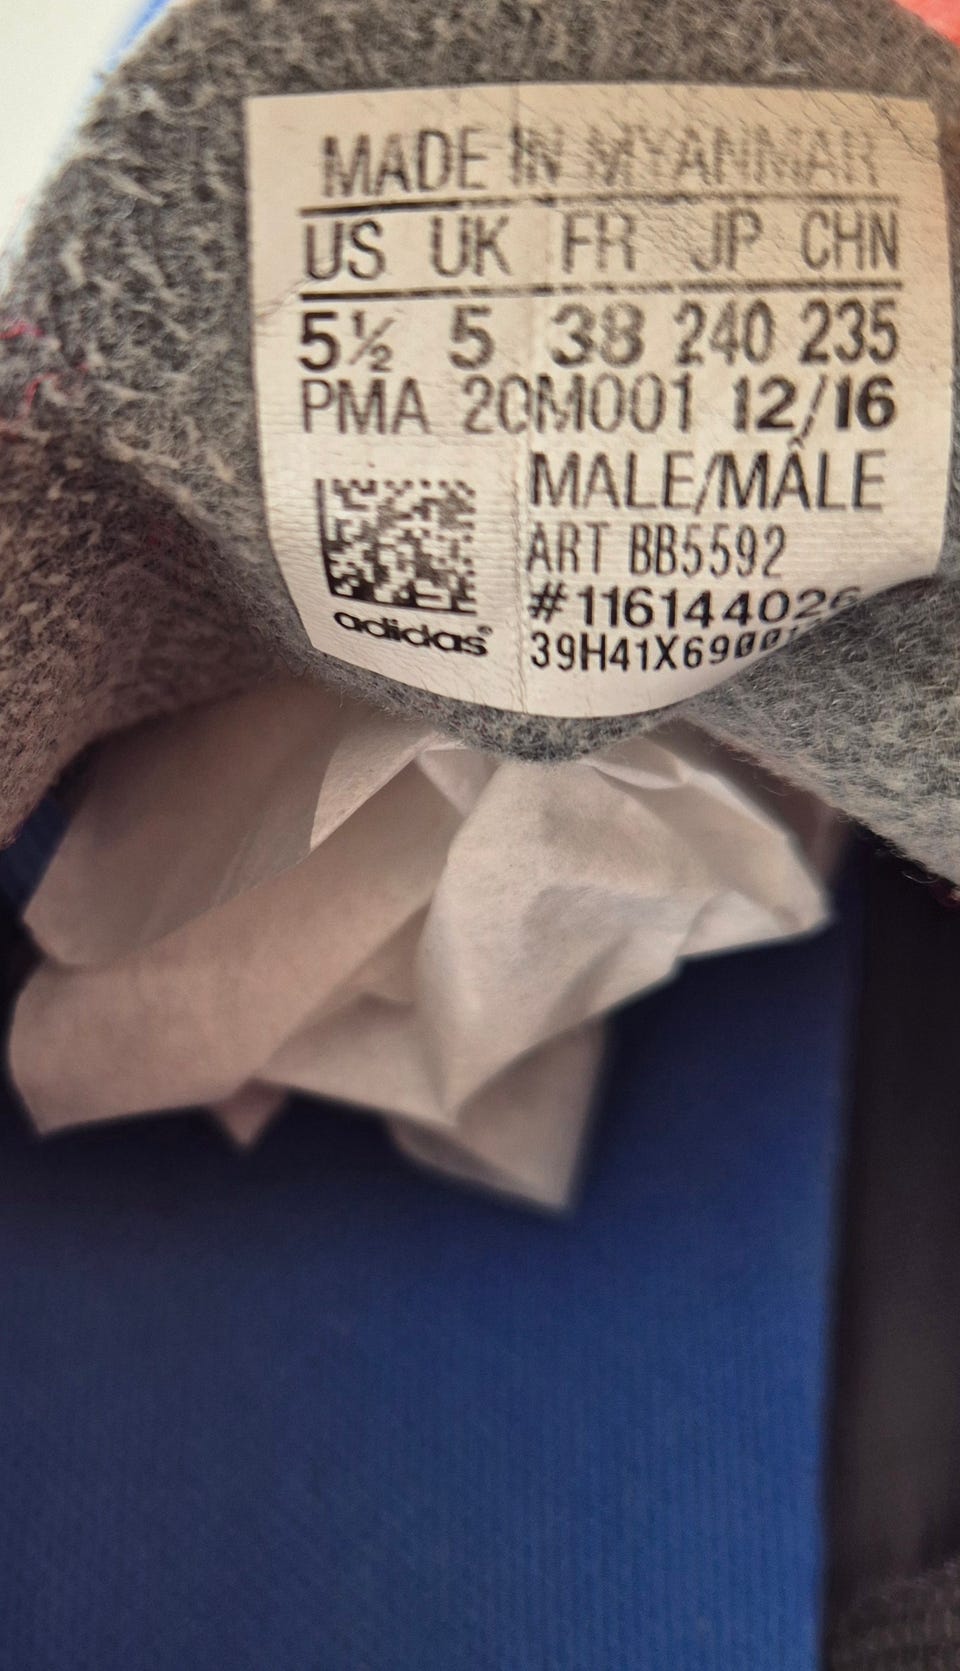 MADE IN MYANMAR
US UK FR JP CHN
5½ 5 38 240 235
PMA 20M001 12/16
MALE/MÂLE
ART BB5592
adidas®